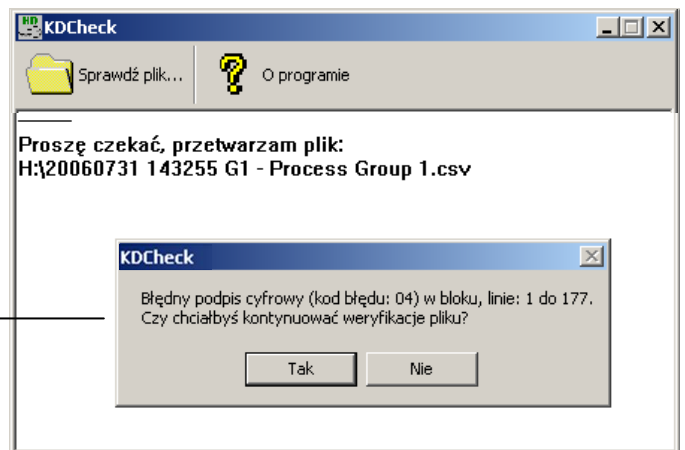 KDCheck
Sprawdź plik... O programie
Proszę czekać, przetwarzam plik:
H:\20060731 143255 G1 - Process Group 1.csv
KDCheck
Błędny podpis cyfrowy (kod błędu: 04) w bloku, linie: 1 do 177.
Czy chciałbyś kontynuować weryfikacje pliku?
Tak Nie